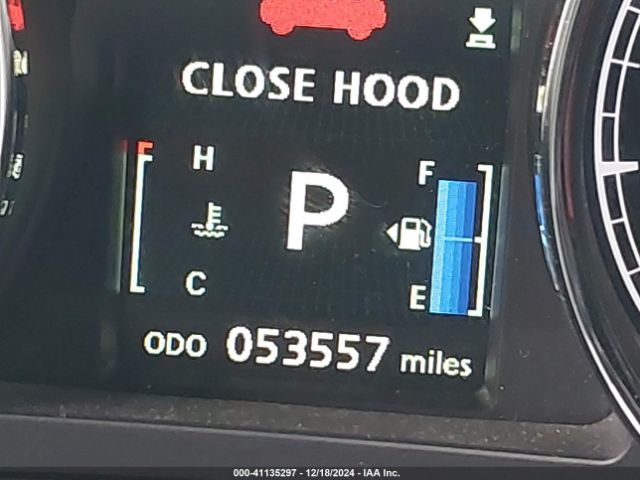 CLOSE HOOD
H
P
F
C
E
ODO 053557 miles
000-41135297 - 12/18/2024 - IAA Inc.